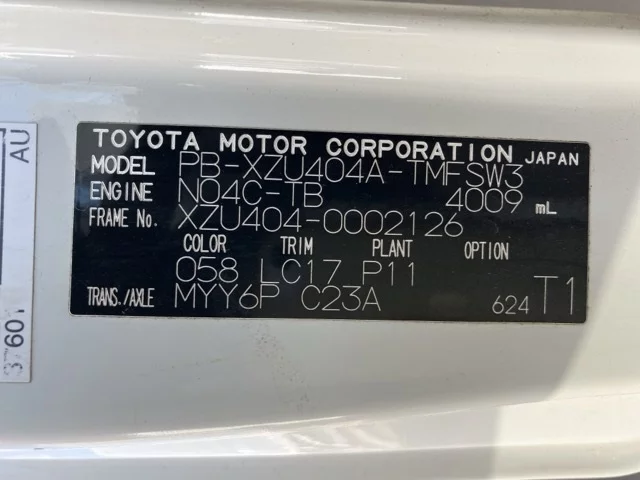 TOYOTA MOTOR CORPORATION JAPAN
MODEL PB-XZU404A-TMFSW3
ENGINE N04C-TB 4009 mL
FRAME No. XZU404-0002126
COLOR TRIM PLANT OPTION
058 LC17 P11
TRANS./AXLE MYY6P C23A 624 T1
AU